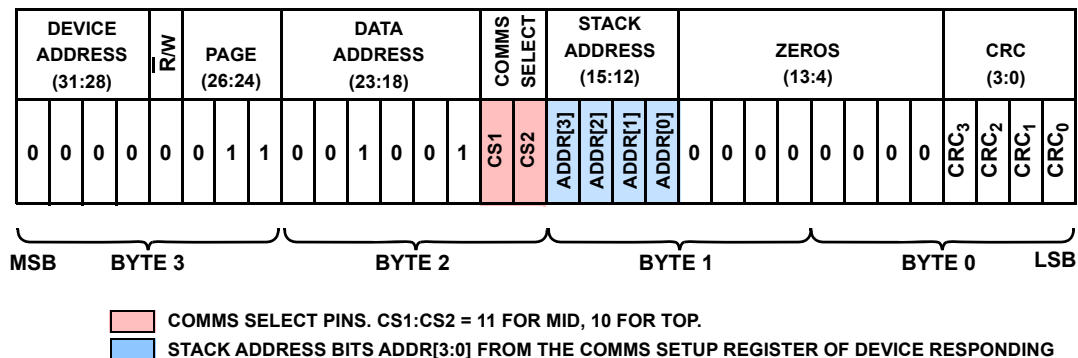 DEVICE ADDRESS (31:28)
R/W
PAGE (26:24)
DATA ADDRESS (23:18)
COMMS SELECT
STACK ADDRESS (15:12)
ZEROS (13:4)
CRC (3:0)
0 0 0 0 0 0 1 1 0 0 1 0 0 1 CS1 CS2 ADDR[3] ADDR[2] ADDR[1] ADDR[0] 0 0 0 0 0 0 0 0 CRC3 CRC2 CRC1 CRC0
MSB BYTE 3 BYTE 2 BYTE 1 BYTE 0 LSB
COMMS SELECT PINS. CS1:CS2 = 11 FOR MID, 10 FOR TOP.
STACK ADDRESS BITS ADDR[3:0] FROM THE COMMS SETUP REGISTER OF DEVICE RESPONDING